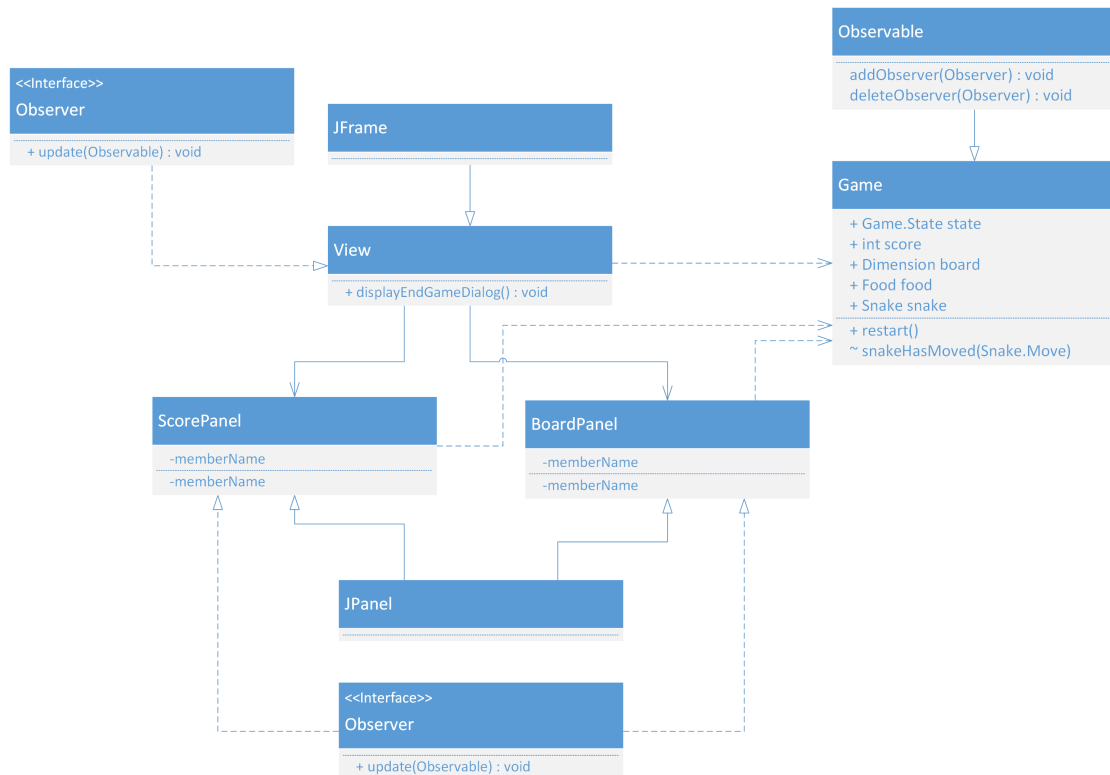 Observable
addObserver(Observer) : void
deleteObserver(Observer) : void
<<Interface>>
Observer
+ update(Observable) : void
JFrame
Game
+ Game.State state
+ int score
+ Dimension board
+ Food food
+ Snake snake
+ restart()
~ snakeHasMoved(Snake.Move)
View
+ displayEndGameDialog() : void
ScorePanel
-memberName
-memberName
BoardPanel
-memberName
-memberName
JPanel
<<Interface>>
Observer
+ update(Observable) : void